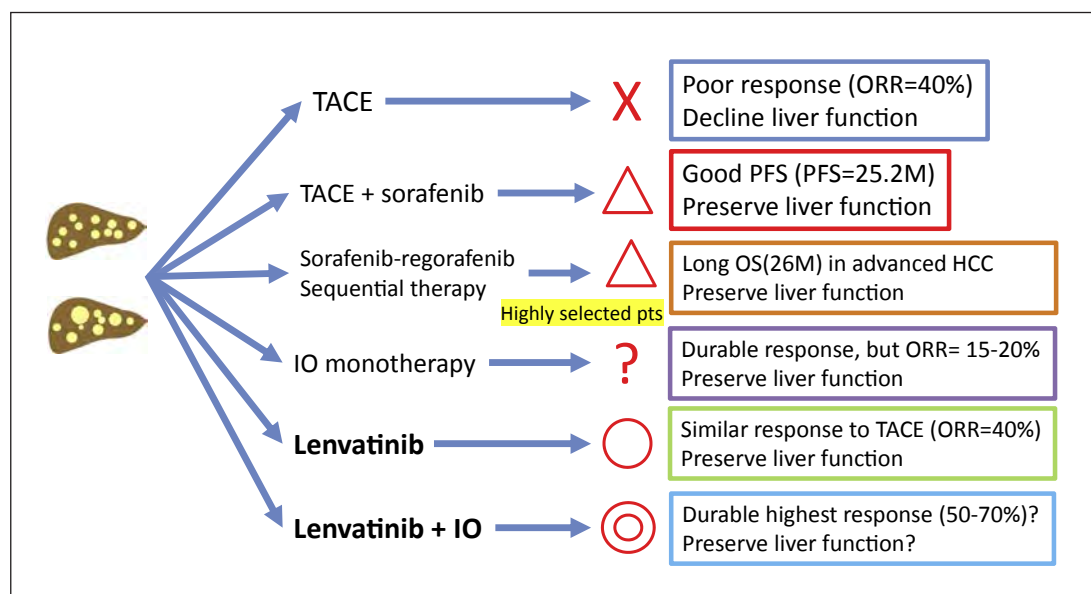 TACE
X
Poor response (ORR=40%)
Decline liver function
TACE + sorafenib
Good PFS (PFS=25.2M)
Preserve liver function
Sorafenib-regorafenib
Sequential therapy
Highly selected pts
Long OS(26M) in advanced HCC
Preserve liver function
IO monotherapy
?
Durable response, but ORR= 15-20%
Preserve liver function
Lenvatinib
Similar response to TACE (ORR=40%)
Preserve liver function
Lenvatinib + IO
Durable highest response (50-70%)?
Preserve liver function?